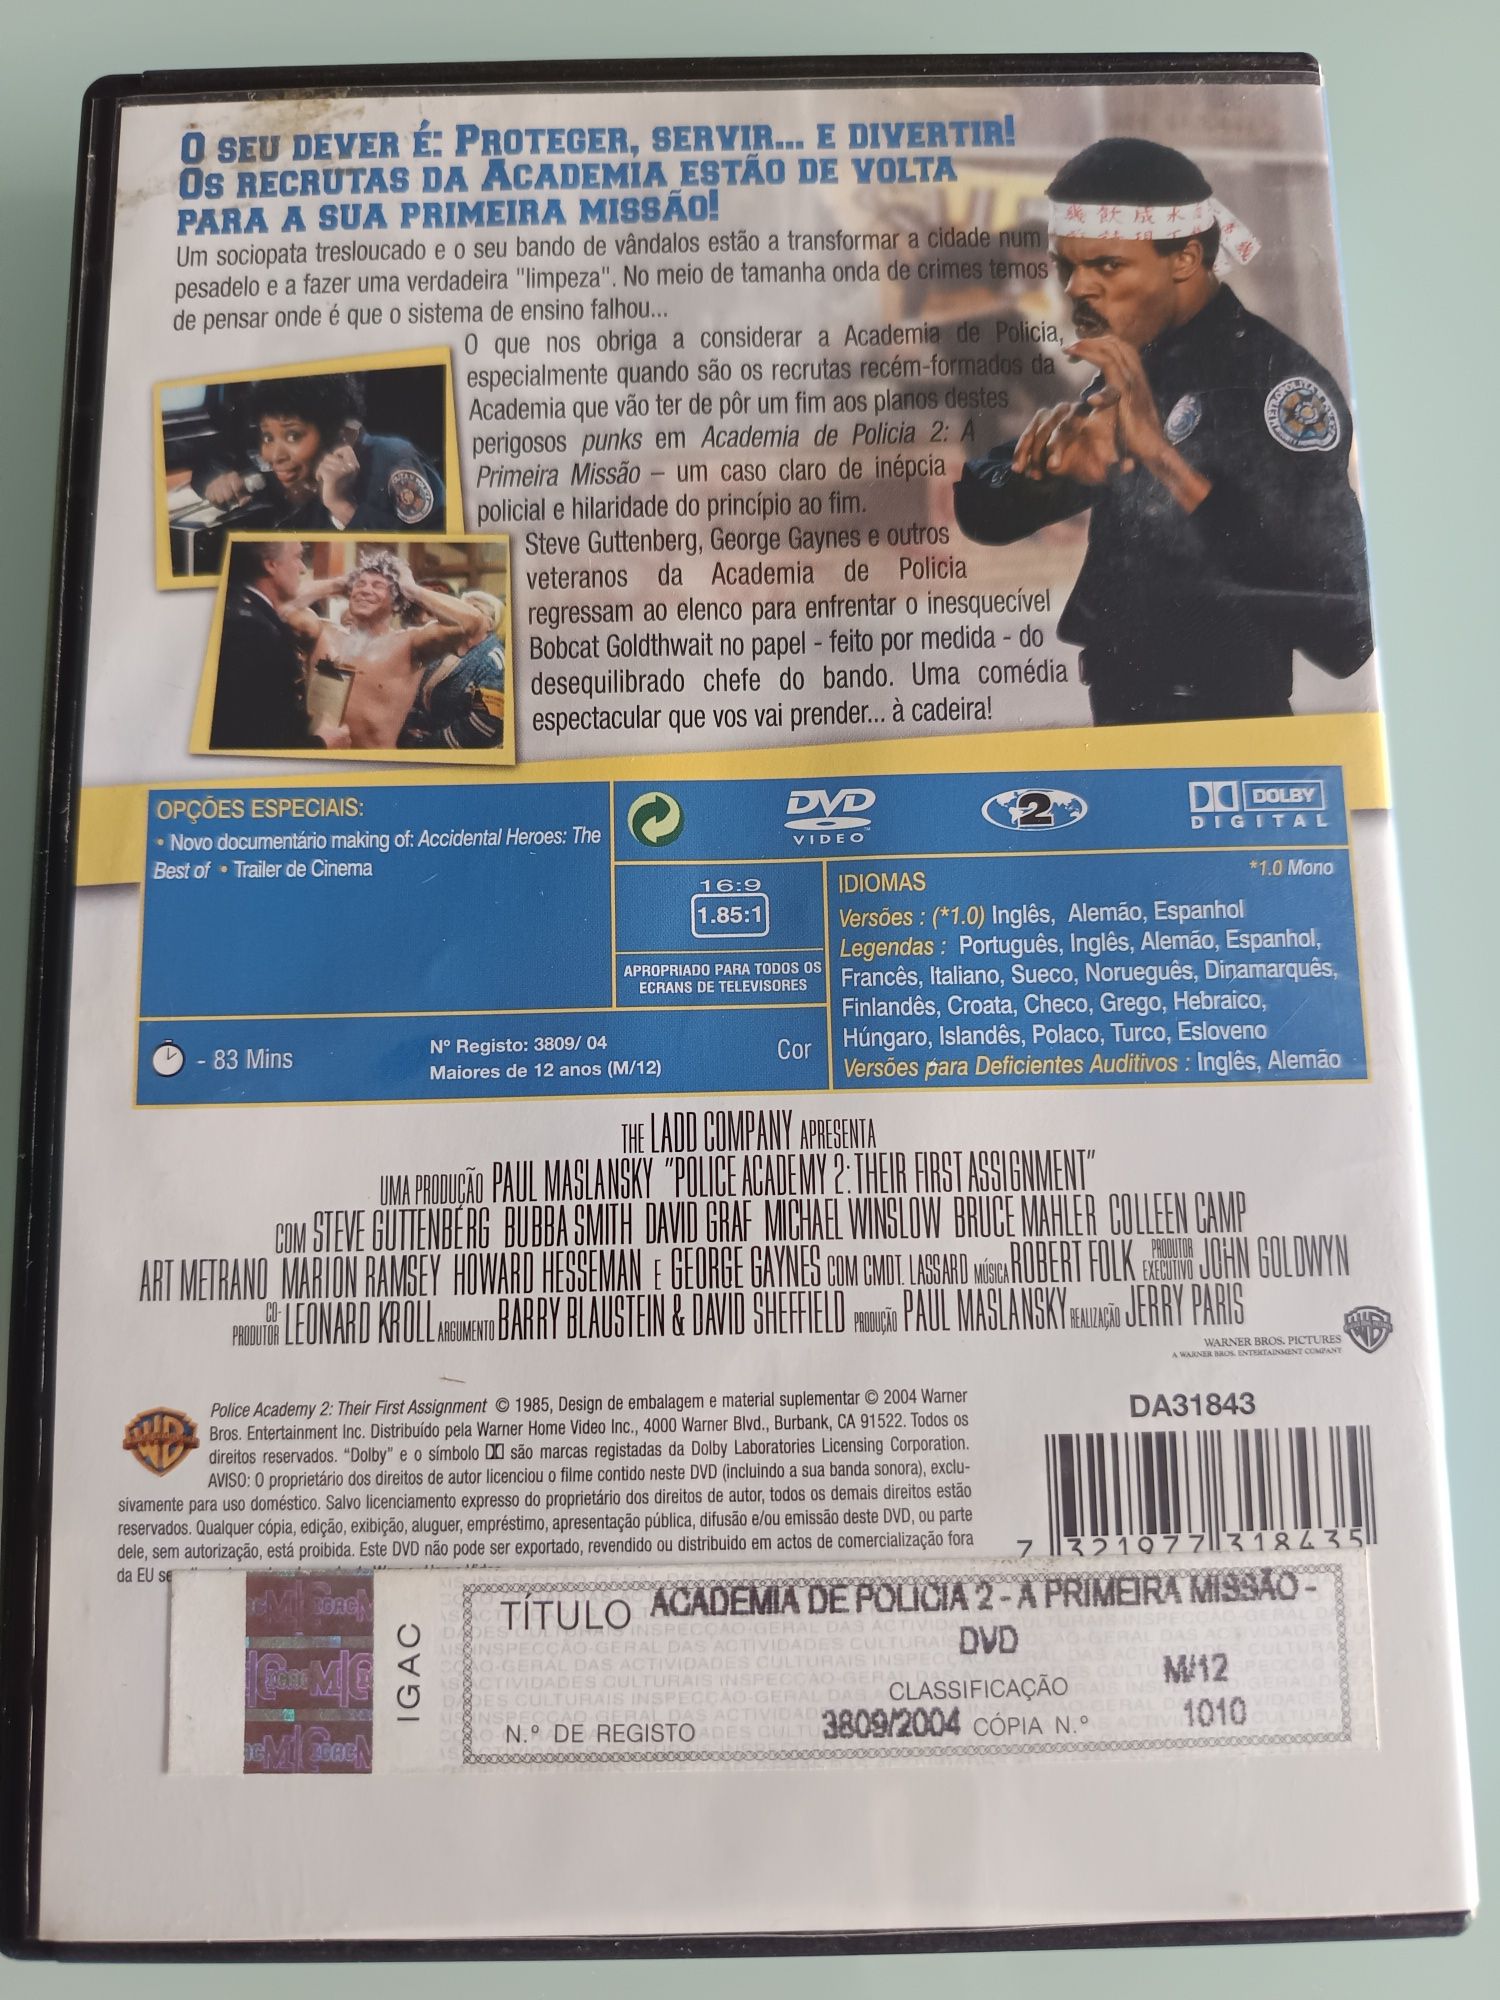 O SEU DEVER É: PROTEGER, SERVIR... E DIVERTIR!
OS RECRUTAS DA ACADEMIA ESTÃO DE VOLTA
PARA A SUA PRIMEIRA MISSÃO!
Um sociopata tresloucado e o seu bando de vândalos estão a transformar a cidade num
pesadelo e a fazer uma verdadeira "limpeza". No meio de tamanha onda de crimes temos
de pensar onde é que o sistema de ensino falhou...
O que nos obriga a considerar a Academia de Policia,
especialmente quando são os recrutas recém-formados da
Academia que vão ter de pôr um fim aos planos destes
perigosos punks em Academia de Policia 2: A
Primeira Missão – um caso claro de inépcia
policial e hilaridade do princípio ao fim.
Steve Guttenberg, George Gaynes e outros
veteranos da Academia de Policia
regressam ao elenco para enfrentar o inesquecível
Bobcat Goldthwait no papel - feito por medida - do
desequilibrado chefe do bando. Uma comédia
espectacular que vos vai prender... à cadeira!
OPÇÕES ESPECIAIS:
• Novo documentário making of: Accidental Heroes: The
Best of • Trailer de Cinema
DVD
VIDEO
2
DOLBY
DIGITAL
16:9
1.85:1
APROPRIADO PARA TODOS OS
ECRANS DE TELEVISORES
*1.0 Mono
IDIOMAS
Versões : (*1.0) Inglês, Alemão, Espanhol
Legendas : Português, Inglês, Alemão, Espanhol,
Francês, Italiano, Sueco, Norueguês, Dinamarquês,
Finlandês, Croata, Checo, Grego, Hebraico,
Húngaro, Islandês, Polaco, Turco, Esloveno
Versões para Deficientes Auditivos : Inglês, Alemão
- 83 Mins
Nº Registo: 3809/ 04
Maiores de 12 anos (M/12)
Cor
THE LADD COMPANY APRESENTA
UMA PRODUÇÃO PAUL MASLANSKY "POLICE ACADEMY 2: THEIR FIRST ASSIGNMENT"
COM STEVE GUTTENBERG BUBBA SMITH DAVID GRAF MICHAEL WINSLOW BRUCE MAHLER COLLEEN CAMP
ART METRANO MARION RAMSEY HOWARD HESSEMAN E GEORGE GAYNES COM CMDT. LASSARD MÚSICA ROBERT FOLK PRODUTOR EXECUTIVO JOHN GOLDWYN
CO-PRODUTOR LEONARD KROLL ARGUMENTO BARRY BLAUSTEIN & DAVID SHEFFIELD PRODUÇÃO PAUL MASLANSKY REALIZAÇÃO JERRY PARIS
WARNER BROS. PICTURES
A WARNER BROS. ENTERTAINMENT COMPANY
Police Academy 2: Their First Assignment © 1985, Design de embalagem e material suplementar © 2004 Warner
Bros. Entertainment Inc. Distribuído pela Warner Home Video Inc., 4000 Warner Blvd., Burbank, CA 91522. Todos os
direitos reservados. "Dolby" e o símbolo são marcas registadas da Dolby Laboratories Licensing Corporation.
AVISO: O proprietário dos direitos de autor licenciou o filme contido neste DVD (incluindo a sua banda sonora), exclu-
sivamente para uso doméstico. Salvo licenciamento expresso do proprietário dos direitos de autor, todos os demais direitos estão
reservados. Qualquer cópia, edição, exibição, aluguer, empréstimo, apresentação pública, difusão e/ou emissão deste DVD, ou parte
dele, sem autorização, está proibida. Este DVD não pode ser exportado, revendido ou distribuido em actos de comercialização fora
da EU
DA31843
7 321977 318435
IGAC
TÍTULO ACADEMIA DE POLICIA 2 - A PRIMEIRA MISSÃO -
DVD
CLASSIFICAÇÃO M/12
N.º DE REGISTO 3809/2004 CÓPIA N.º 1010